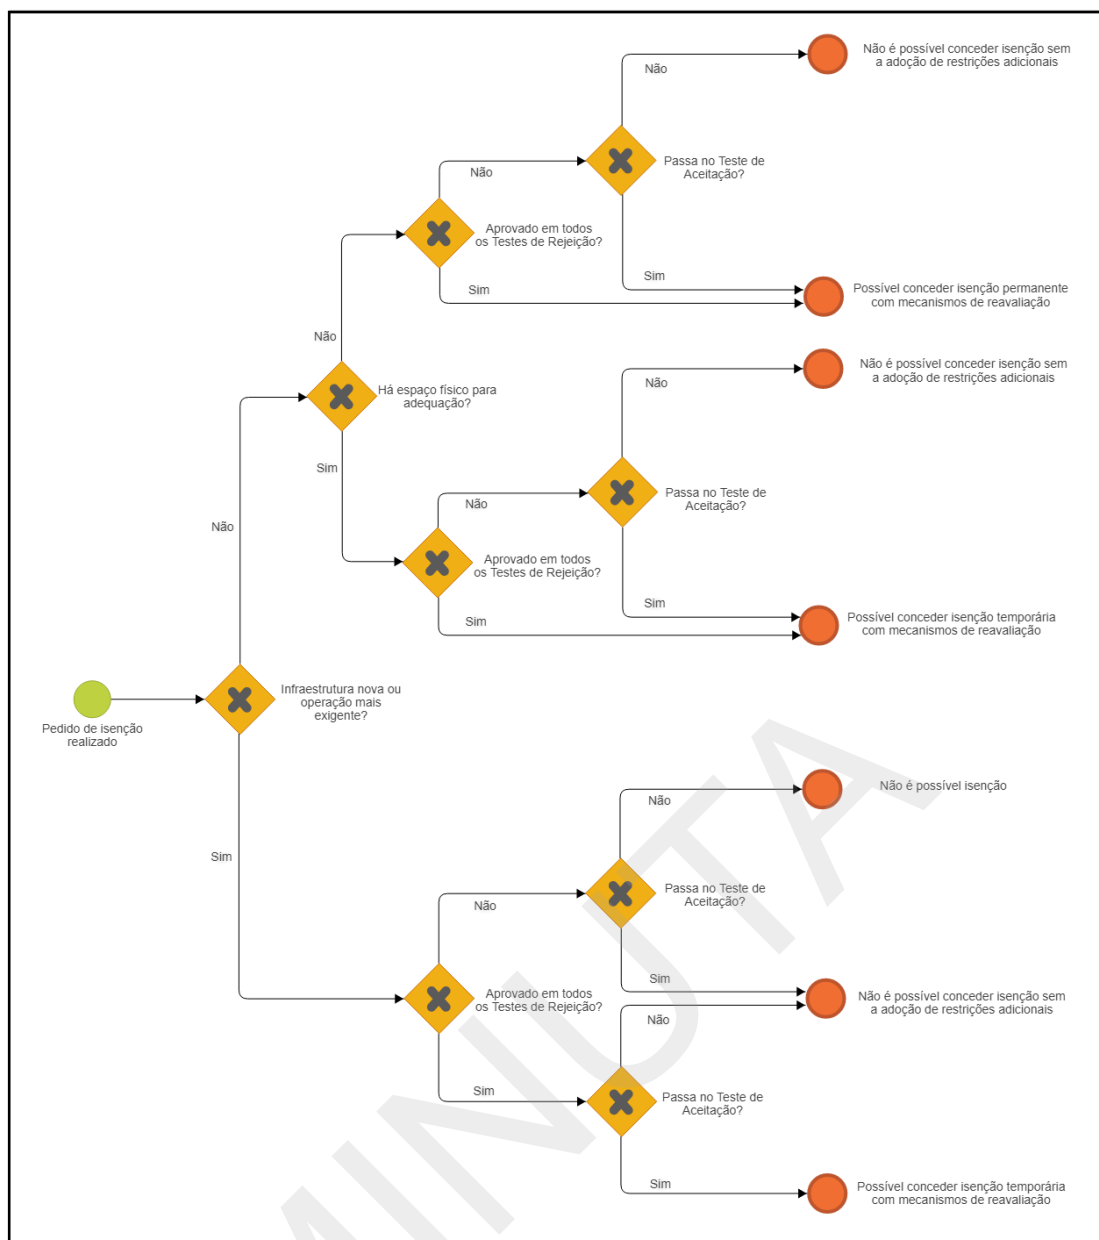 Não é possível conceder isenção sem
a adoção de restrições adicionais
Não
Passa no Teste de
Aceitação?
Não
Aprovado em todos
os Testes de Rejeição?
Sim
Sim
Possível conceder isenção permanente
com mecanismos de reavaliação
Não
Não é possível conceder isenção sem
a adoção de restrições adicionais
Não
Há espaço físico para
adequação?
Sim
Passa no Teste de
Aceitação?
Não
Não
Aprovado em todos
os Testes de Rejeição?
Sim
Sim
Possível conceder isenção temporária
com mecanismos de reavaliação
Infraestrutura nova ou
operação mais
exigente?
Pedido de isenção
realizado
Não é possível isenção
Não
Sim
Passa no Teste de
Aceitação?
Não
Sim
Aprovado em todos
os Testes de Rejeição?
Não é possível conceder isenção sem
a adoção de restrições adicionais
Não
Sim
Passa no Teste de
Aceitação?
Sim
Possível conceder isenção temporária
com mecanismos de reavaliação
MINUTA